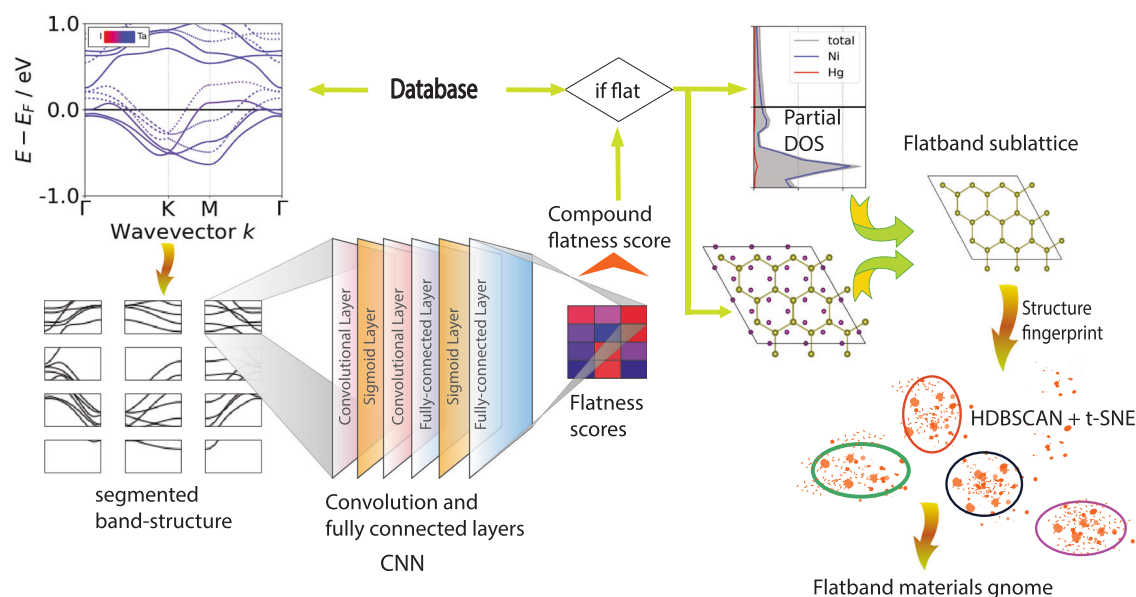 1.0
0.0
-1.0
E − E_F / eV
I Ta
Γ K M Γ
Wavevector k
Database
if flat
total
Ni
Hg
Partial
DOS
Flatband sublattice
Compound
flatness score
Convolutional Layer
Sigmoid Layer
Convolutional Layer
Fully-connected Layer
Sigmoid Layer
Fully-connected Layer
Flatness
scores
Structure
fingerprint
HDBSCAN + t-SNE
segmented
band-structure
Convolution and
fully connected layers
CNN
Flatband materials gnome